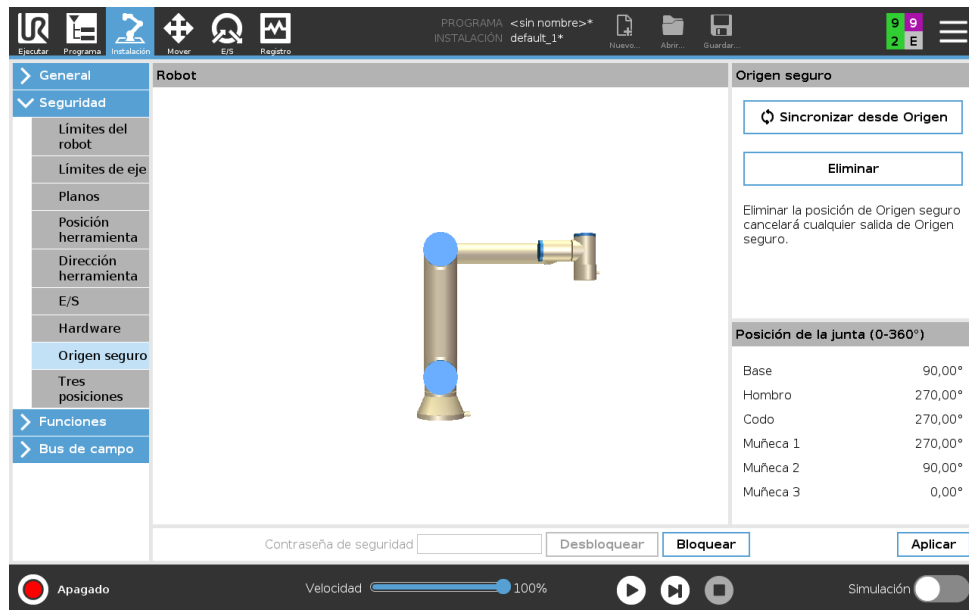 UR
PROGRAMA <sin nombre>*
INSTALACIÓN default_1*
Ejecutar Programa Instalación Mover E/S Registro Nuevo... Abrir... Guardar...
9 9
2 E
General
Seguridad
Límites del
robot
Límites de eje
Planos
Posición
herramienta
Dirección
herramienta
E/S
Hardware
Origen seguro
Tres
posiciones
Funciones
Bus de campo
Robot
Origen seguro
Sincronizar desde Origen
Eliminar
Eliminar la posición de Origen seguro
cancelará cualquier salida de Origen
seguro.
Posición de la junta (0-360°)
Base 90,00°
Hombro 270,00°
Codo 270,00°
Muñeca 1 270,00°
Muñeca 2 90,00°
Muñeca 3 0,00°
Contraseña de seguridad Desbloquear Bloquear Aplicar
Apagado Velocidad 100% Simulación